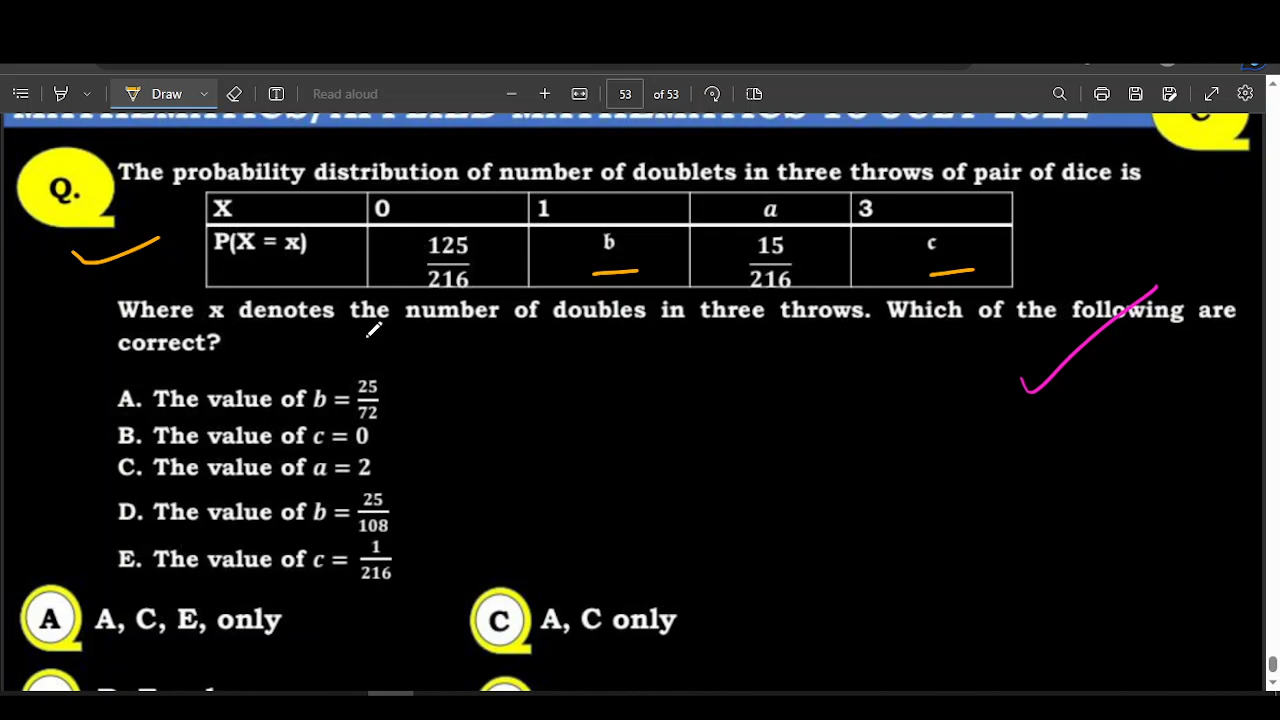 Draw
Read aloud
53
of 53
MATHEMATICS/APPLIED MATHEMATICS
C
Q.
The probability distribution of number of doublets in three throws of pair of dice is
X 0 1 a 3
P(X = x) 125/216 b 15/216 c
Where x denotes the number of doubles in three throws. Which of the following are
correct?
A. The value of b = 25/72
B. The value of c = 0
C. The value of a = 2
D. The value of b = 25/108
E. The value of c = 1/216
A A, C, E, only
C A, C only